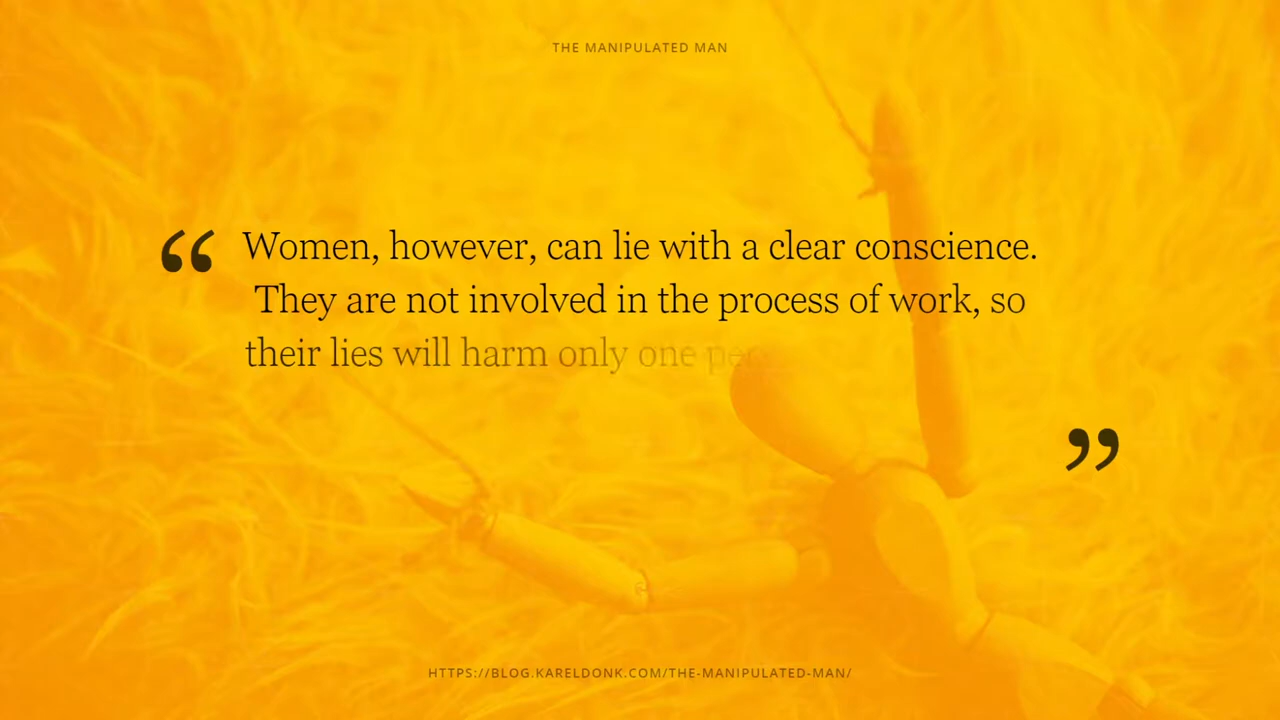 THE MANIPULATED MAN
“ Women, however, can lie with a clear conscience.
They are not involved in the process of work, so
their lies will harm only one
”
HTTPS://BLOG.KARELDONK.COM/THE-MANIPULATED-MAN/